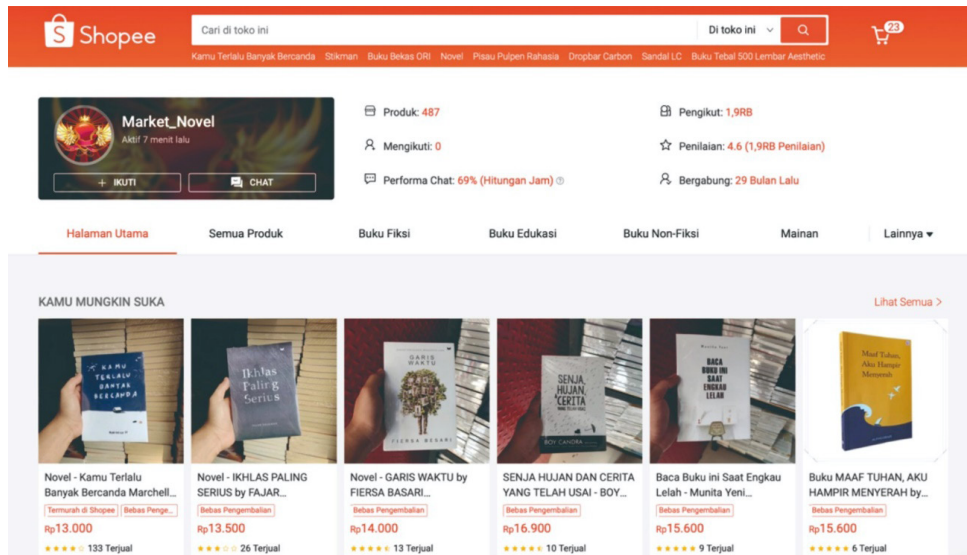 Shopee
Cari di toko ini
Di toko ini
23
Kamu Terlalu Banyak Bercanda Stikman Buku Bekas ORI Novel Pisau Pulpen Rahasia Dropbar Carbon Sandal LC Buku Tebal 500 Lembar Aesthetic
Market_Novel
Aktif 7 menit lalu
+ IKUTI
CHAT
Produk: 487
Mengikuti: 0
Performa Chat: 69% (Hitungan Jam)
Pengikut: 1,9RB
Penilaian: 4.6 (1,9RB Penilaian)
Bergabung: 29 Bulan Lalu
Halaman Utama Semua Produk Buku Fiksi Buku Edukasi Buku Non-Fiksi Mainan Lainnya
KAMU MUNGKIN SUKA
Lihat Semua >
KAMU
TERLALU
BANYAK
BERCANDA
Novel - Kamu Terlalu
Banyak Bercanda Marchell...
Termurah di Shopee Bebas Penge...
Rp13.000
133 Terjual
Ikhlas
Paling
Serius
Novel - IKHLAS PALING
SERIUS by FAJAR...
Bebas Pengembalian
Rp13.500
26 Terjual
GARIS
WAKTU
FIERSA BESARI
Novel - GARIS WAKTU by
FIERSA BASARI...
Bebas Pengembalian
Rp14.000
13 Terjual
SENJA,
HUJAN,
&CERITA
YANG TELAH USAI
BOY CANDRA
SENJA HUJAN DAN CERITA
YANG TELAH USAI - BOY...
Bebas Pengembalian
Rp16.900
10 Terjual
BACA
BUKU INI
SAAT
ENGKAU
LELAH
Baca Buku ini Saat Engkau
Lelah - Munita Yeni...
Bebas Pengembalian
Rp15.600
9 Terjual
Maaf Tuhan,
Aku Hampir
Menyerah
Buku MAAF TUHAN, AKU
HAMPIR MENYERAH by...
Bebas Pengembalian
Rp15.600
6 Terjual